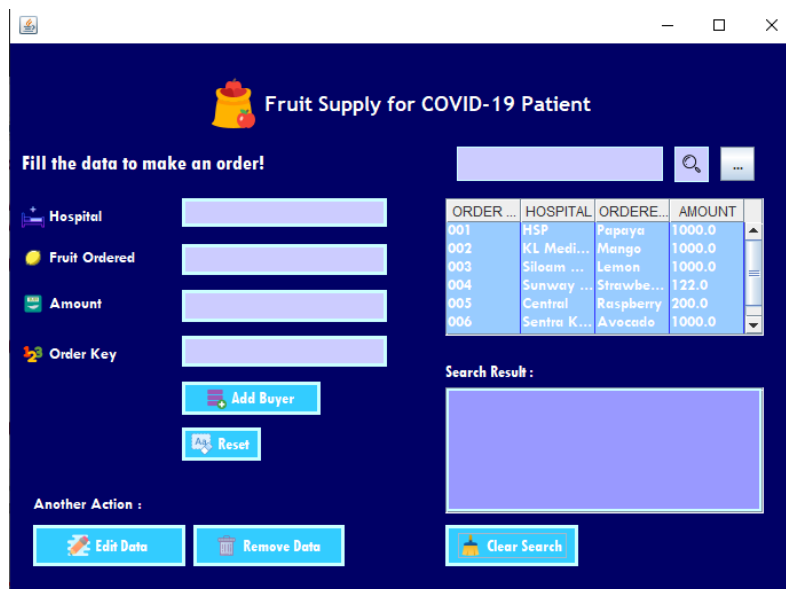 Fruit Supply for COVID-19 Patient
Fill the data to make an order!
...
Hospital
Fruit Ordered
Amount
Order Key
Add Buyer
Reset
Another Action :
Edit Data
Remove Data
ORDER ... HOSPITAL ORDERE... AMOUNT
001 HSP Papaya 1000.0
002 KL Medi... Mango 1000.0
003 Siloam ... Lemon 1000.0
004 Sunway ... Strawbe... 122.0
005 Central Raspberry 200.0
006 Sentra K... Avocado 1000.0
Search Result :
Clear Search